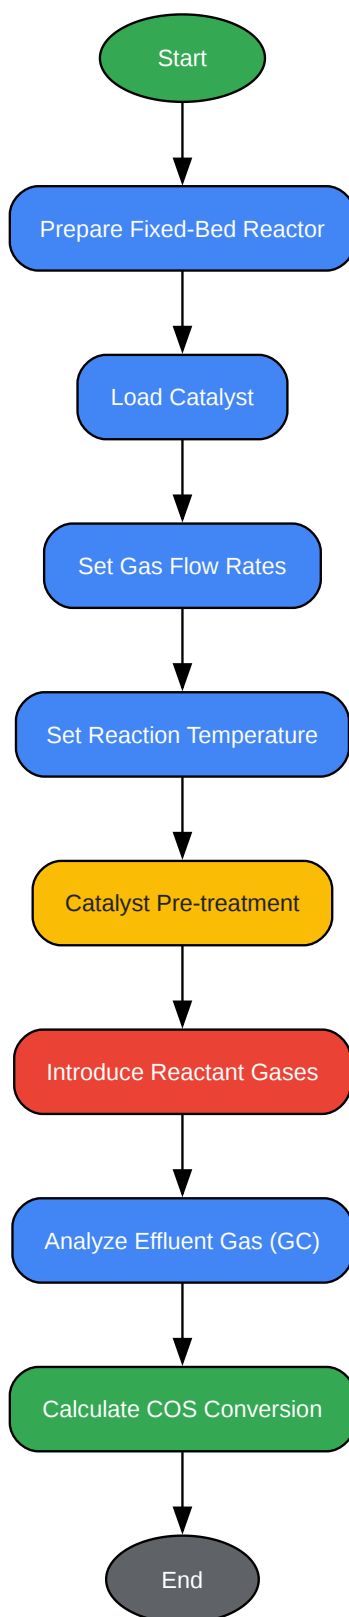 Start
Prepare Fixed-Bed Reactor
Load Catalyst
Set Gas Flow Rates
Set Reaction Temperature
Catalyst Pre-treatment
Introduce Reactant Gases
Analyze Effluent Gas (GC)
Calculate COS Conversion
End